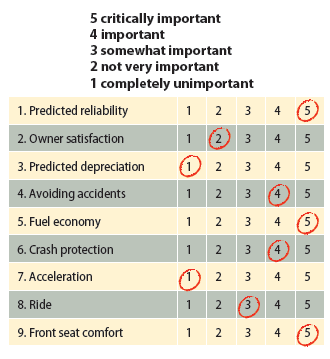 5 critically important
4 important
3 somewhat important
2 not very important
1 completely unimportant
1. Predicted reliability 1 2 3 4 5
2. Owner satisfaction 1 2 3 4 5
3. Predicted depreciation 1 2 3 4 5
4. Avoiding accidents 1 2 3 4 5
5. Fuel economy 1 2 3 4 5
6. Crash protection 1 2 3 4 5
7. Acceleration 1 2 3 4 5
8. Ride 1 2 3 4 5
9. Front seat comfort 1 2 3 4 5